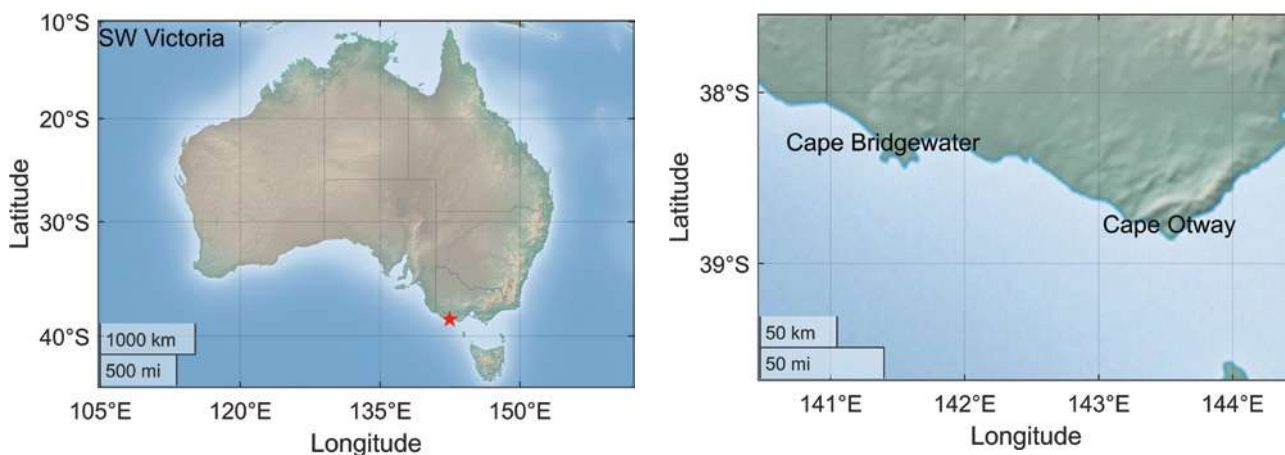 10°S
SW Victoria
20°S
30°S
40°S
Latitude
1000 km
500 mi
105°E
120°E
135°E
150°E
Longitude
38°S
39°S
Latitude
Cape Bridgewater
Cape Otway
50 km
50 mi
141°E
142°E
143°E
144°E
Longitude